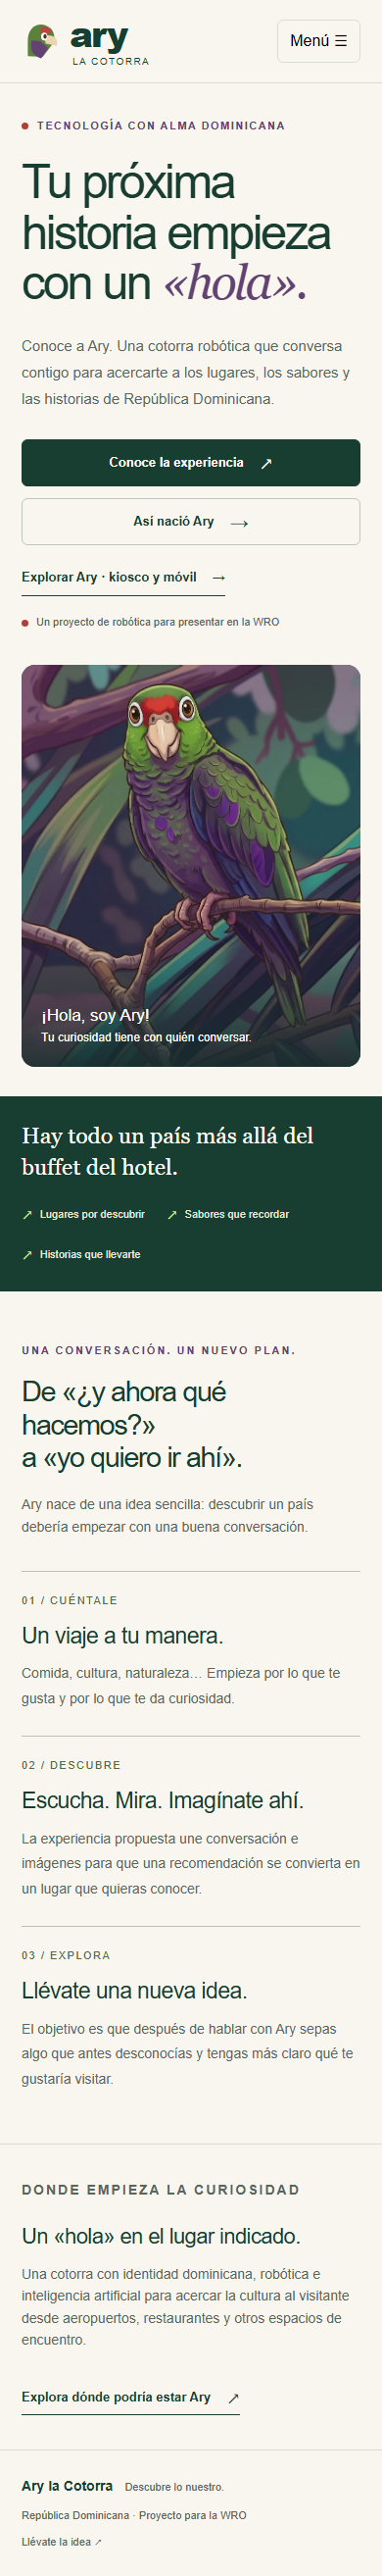 ary
LA COTORRA
Menú ☰
TECNOLOGÍA CON ALMA DOMINICANA
Tu próxima
historia empieza
con un «hola».
Conoce a Ary. Una cotorra robótica que conversa
contigo para acercarte a los lugares, los sabores y
las historias de República Dominicana.
Conoce la experiencia ↗
Así nació Ary →
Explorar Ary · kiosco y móvil →
Un proyecto de robótica para presentar en la WRO
¡Hola, soy Ary!
Tu curiosidad tiene con quién conversar.
Hay todo un país más allá del
buffet del hotel.
↗ Lugares por descubrir ↗ Sabores que recordar
↗ Historias que llevarte
UNA CONVERSACIÓN. UN NUEVO PLAN.
De «¿y ahora qué
hacemos?»
a «yo quiero ir ahí».
Ary nace de una idea sencilla: descubrir un país
debería empezar con una buena conversación.
01 / CUÉNTALE
Un viaje a tu manera.
Comida, cultura, naturaleza… Empieza por lo que te
gusta y por lo que te da curiosidad.
02 / DESCUBRE
Escucha. Mira. Imagínate ahí.
La experiencia propuesta une conversación e
imágenes para que una recomendación se convierta en
un lugar que quieras conocer.
03 / EXPLORA
Llévate una nueva idea.
El objetivo es que después de hablar con Ary sepas
algo que antes desconocías y tengas más claro qué te
gustaría visitar.
DONDE EMPIEZA LA CURIOSIDAD
Un «hola» en el lugar indicado.
Una cotorra con identidad dominicana, robótica e
inteligencia artificial para acercar la cultura al visitante
desde aeropuertos, restaurantes y otros espacios de
encuentro.
Explora dónde podría estar Ary ↗
Ary la Cotorra Descubre lo nuestro.
República Dominicana · Proyecto para la WRO
Llévate la idea ↗